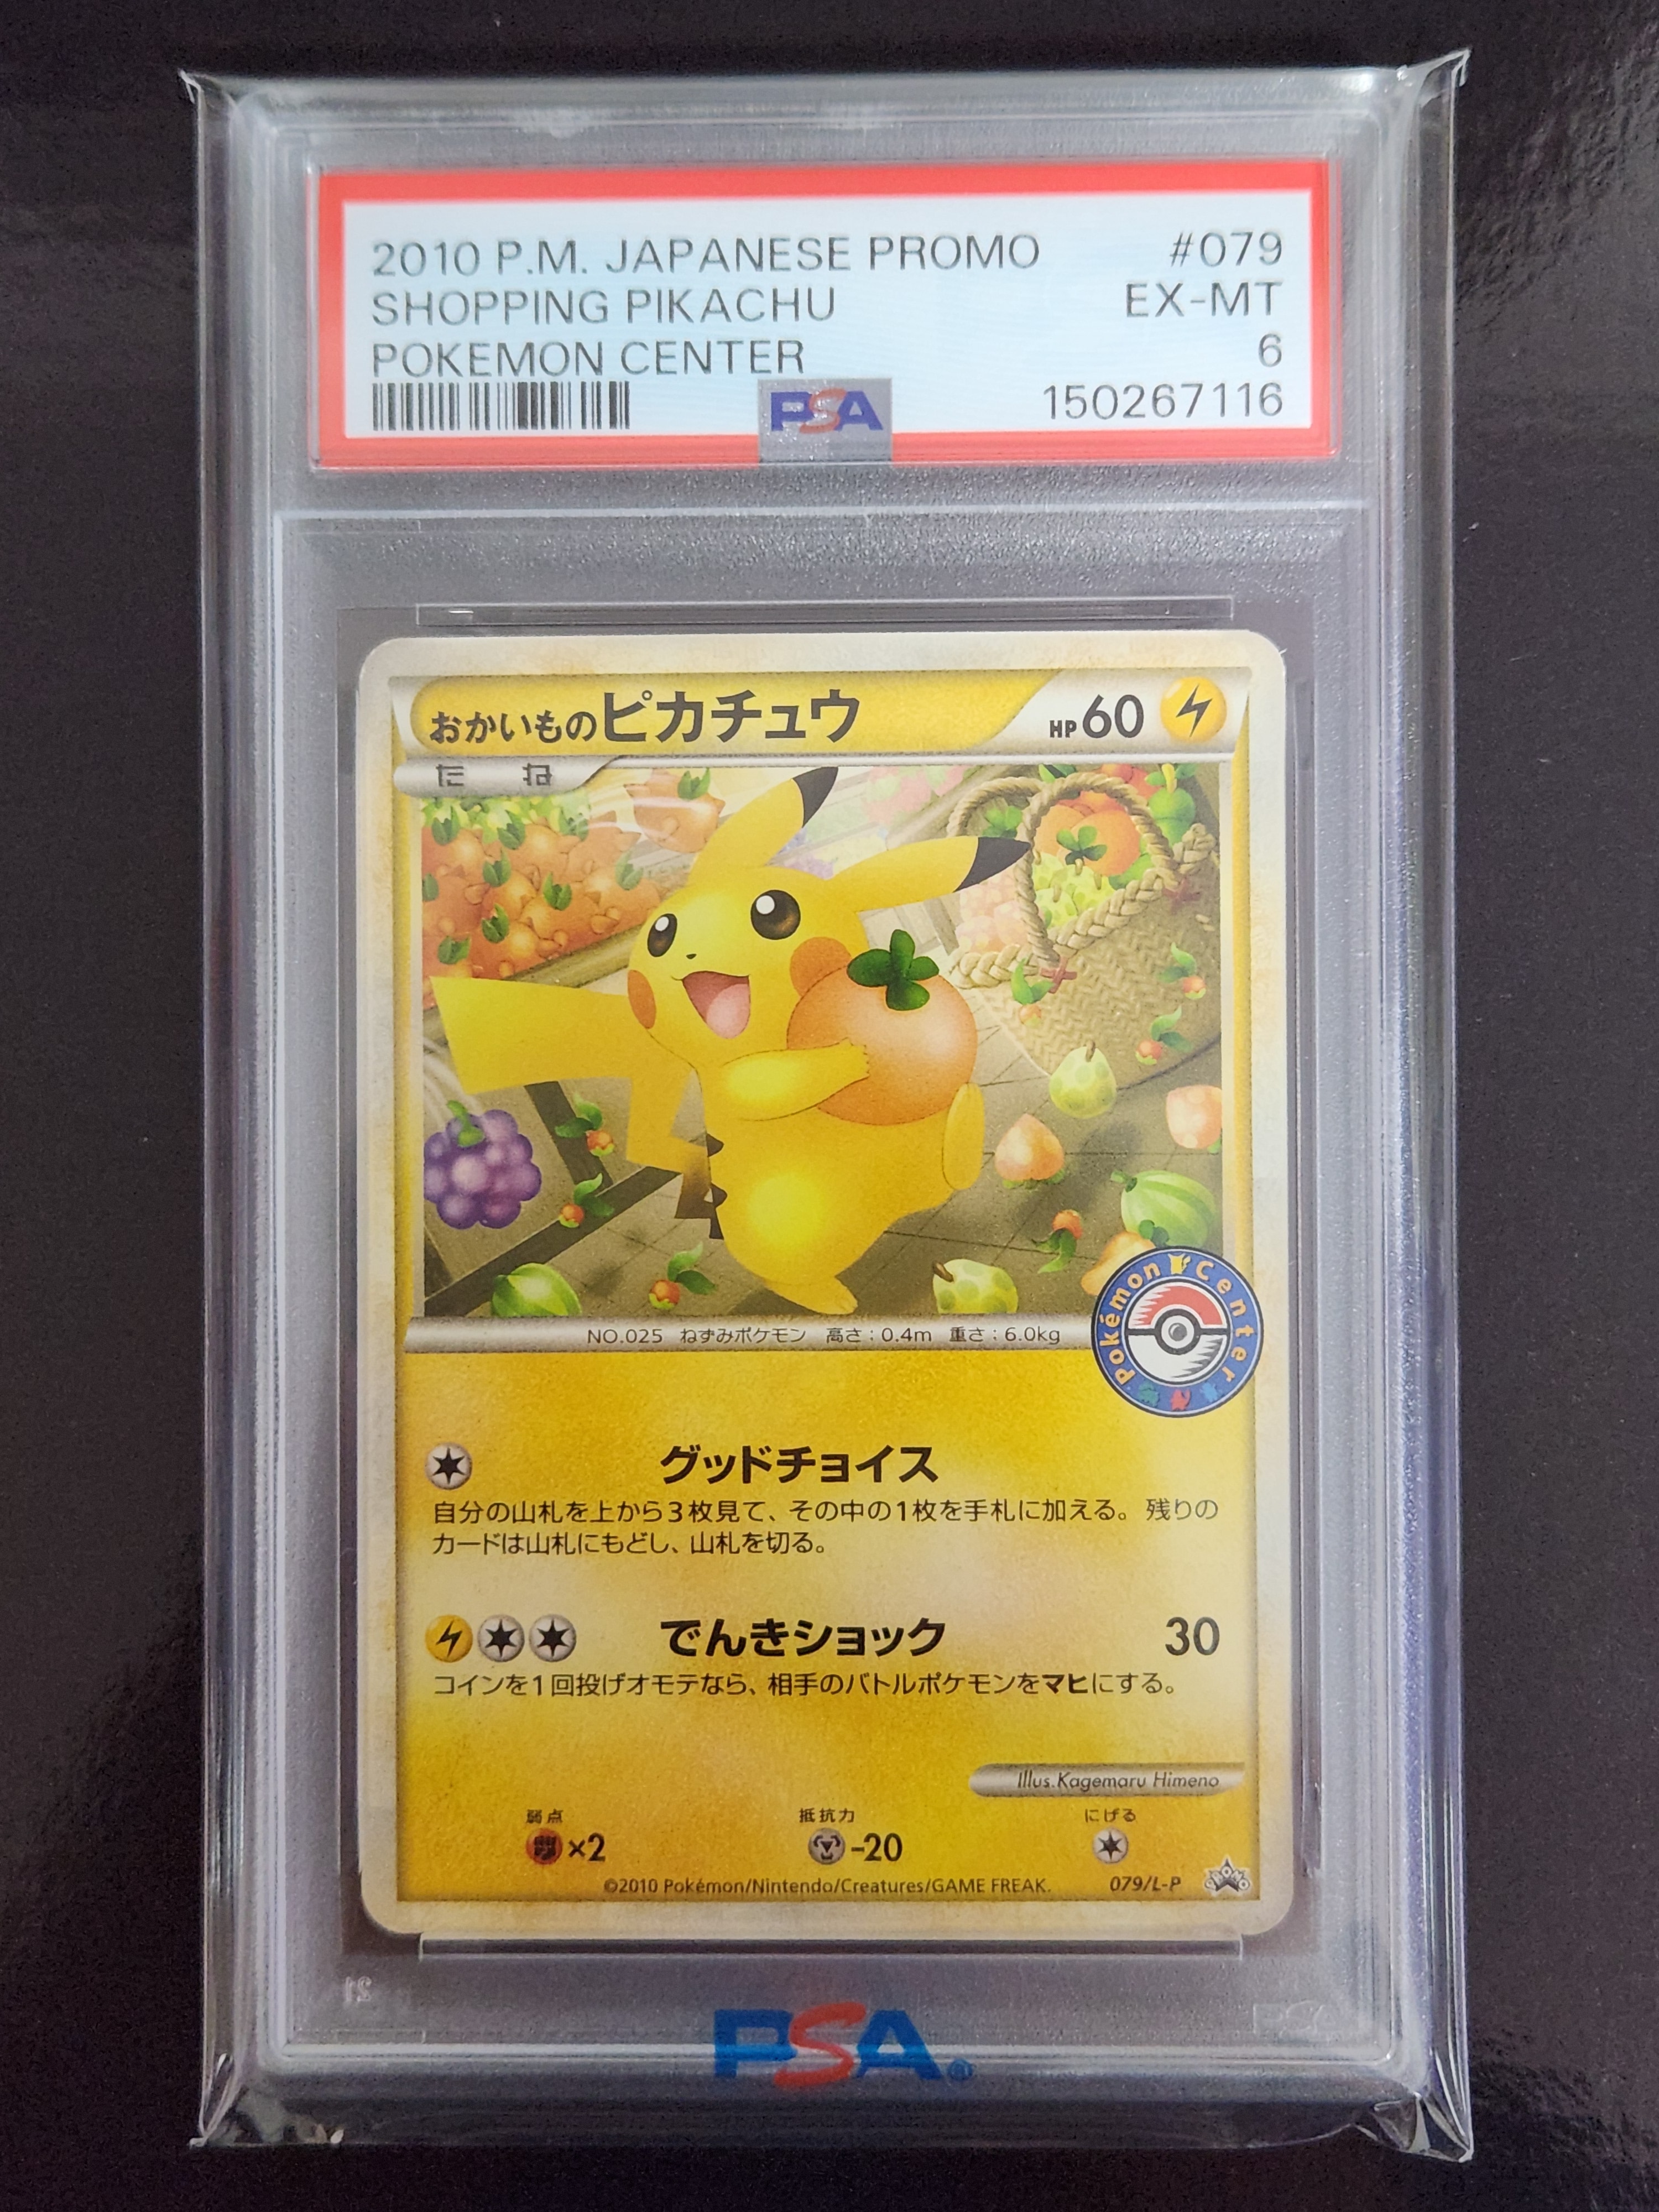 2010 P.M. JAPANESE PROMO #079
SHOPPING PIKACHU EX-MT
POKEMON CENTER 6
PSA 150267116
おかいものピカチュウ HP60
たね
NO.025 ねずみポケモン 高さ:0.4m 重さ:6.0kg
Pokémon Center
グッドチョイス
自分の山札を上から3枚見て、その中の1枚を手札に加える。残りの
カードは山札にもどし、山札を切る。
でんきショック 30
コインを1回投げオモテなら、相手のバトルポケモンをマヒにする。
Illus.Kagemaru Himeno
弱点 抵抗力 にげる
×2 -20
©2010 Pokémon/Nintendo/Creatures/GAME FREAK. 079/L-P PROMO
PSA®